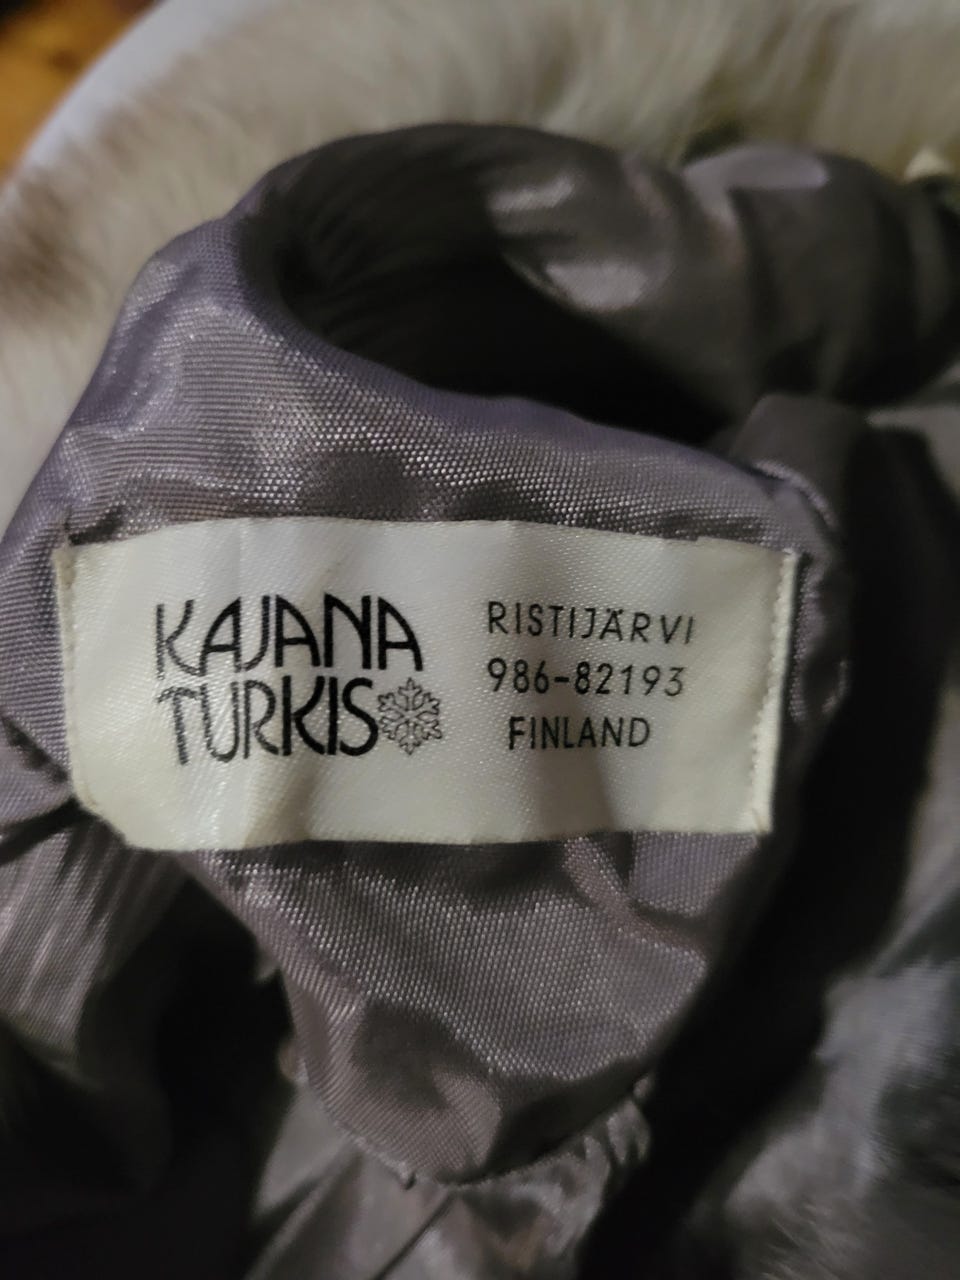 KAJANA
TURKIS
RISTIJÄRVI
986-82193
FINLAND